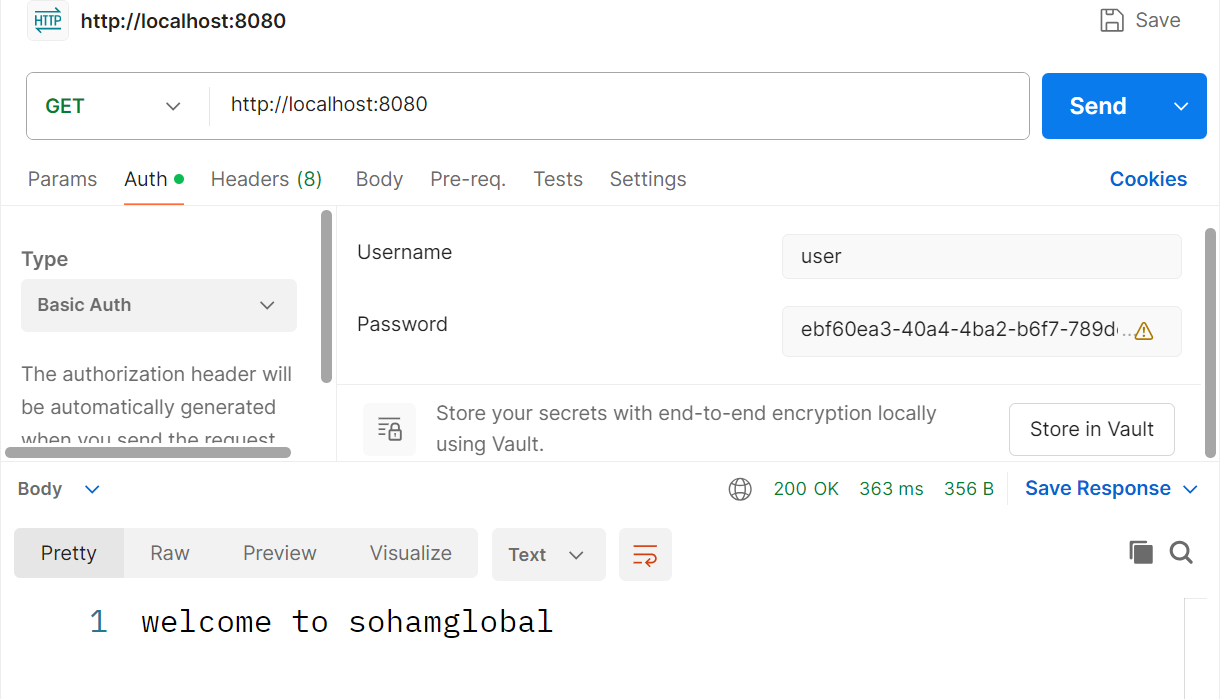 HTTP http://localhost:8080 Save
GET http://localhost:8080 Send
Params Auth Headers (8) Body Pre-req. Tests Settings Cookies
Type
Basic Auth
The authorization header will
be automatically generated
when you send the request
Username user
Password ebf60ea3-40a4-4ba2-b6f7-789d...
Store your secrets with end-to-end encryption locally
using Vault.
Store in Vault
Body 200 OK 363 ms 356 B Save Response
Pretty Raw Preview Visualize Text
1 welcome to sohamglobal